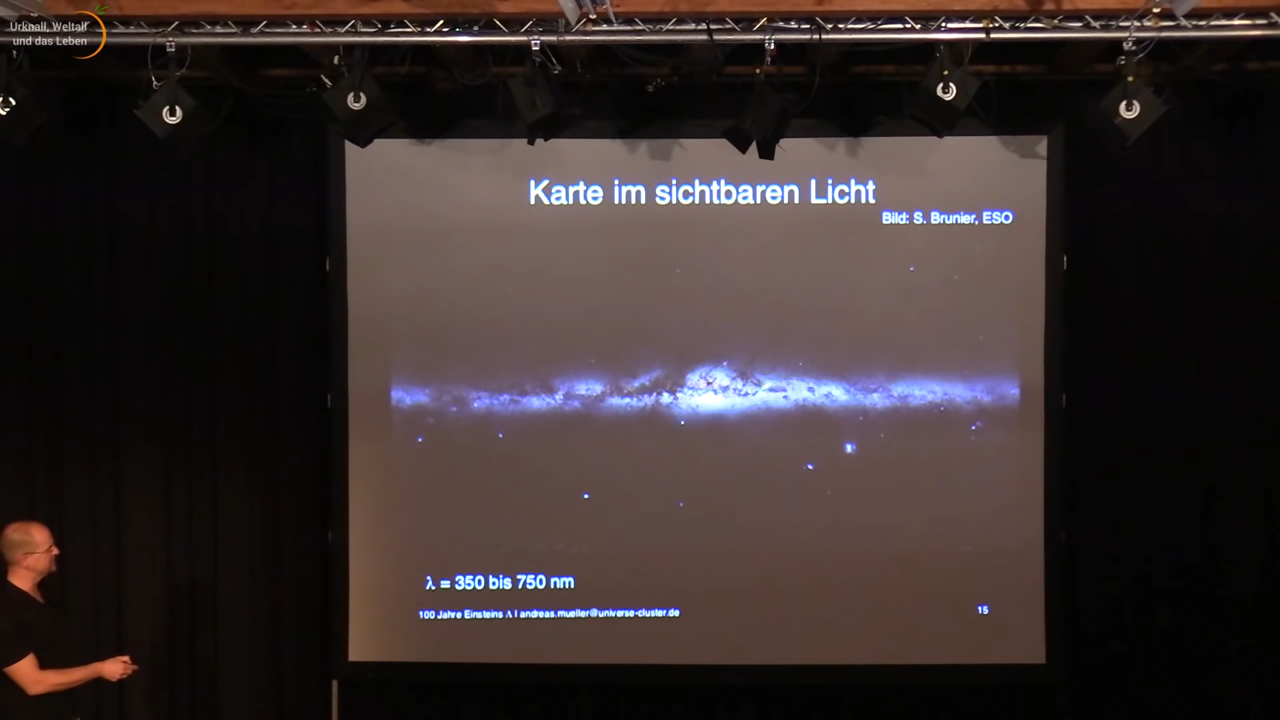 Urknall, Weltall
und das Leben
Karte im sichtbaren Licht
Bild: S. Brunier, ESO
λ = 350 bis 750 nm
100 Jahre Einsteins Λ I andreas.mueller@universe-cluster.de
15